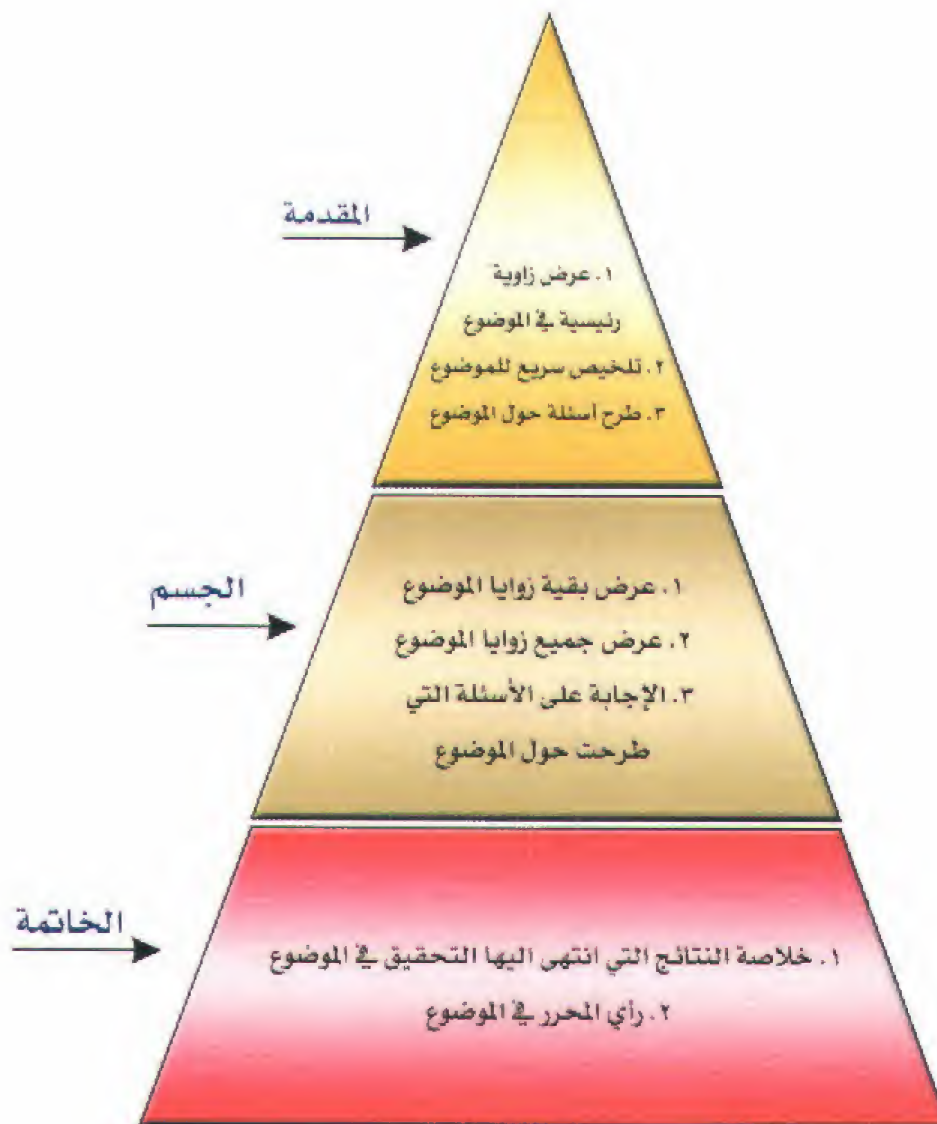 المقدمة
١. عرض زاوية
رئيسية في الموضوع
٢. تلخيص سريع للموضوع
٣. طرح أسئلة حول الموضوع
الجسم
١. عرض بقية زوايا الموضوع
٢. عرض جميع زوايا الموضوع
٣. الإجابة على الأسئلة التي
طرحت حول الموضوع
الخاتمة
١. خلاصة النتائج التي انتهى اليها التحقيق في الموضوع
٢. رأي المحرر في الموضوع